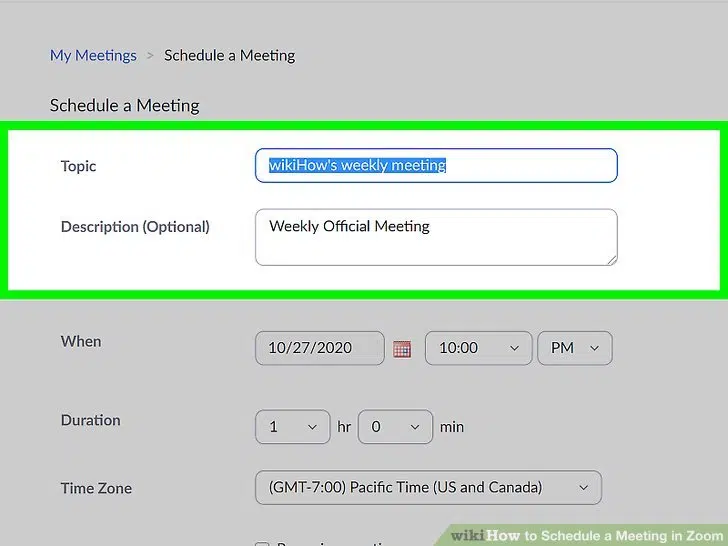 My Meetings > Schedule a Meeting
Schedule a Meeting
Topic wikiHow's weekly meeting
Description (Optional) Weekly Official Meeting
When 10/27/2020 10:00 PM
Duration 1 hr 0 min
Time Zone (GMT-7:00) Pacific Time (US and Canada)
wikiHow to Schedule a Meeting in Zoom